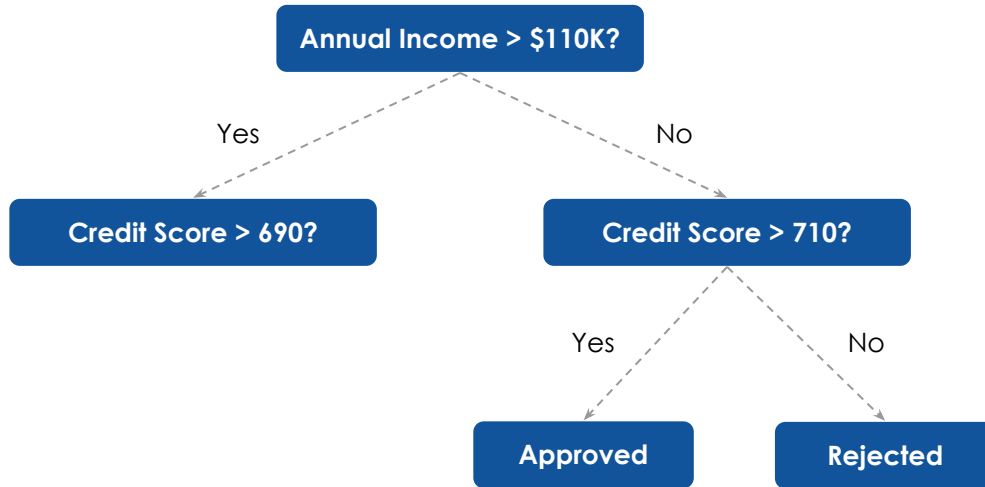 Annual Income > $110K?
Yes
No
Credit Score > 690?
Credit Score > 710?
Yes
No
Approved
Rejected